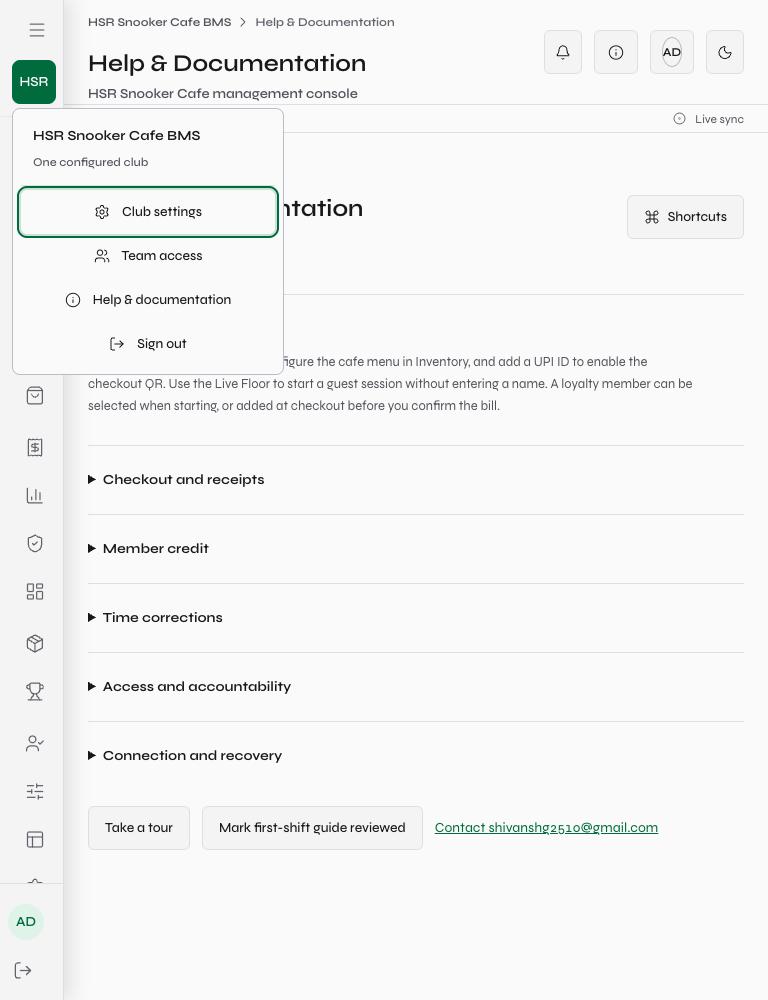 HSR Snooker Cafe BMS > Help & Documentation
Help & Documentation
HSR Snooker Cafe management console
AD
HSR
Live sync
HSR Snooker Cafe BMS
One configured club
Club settings
Team access
Help & documentation
Sign out
Shortcuts
the cafe menu in Inventory, and add a UPI ID to enable the
checkout QR. Use the Live Floor to start a guest session without entering a name. A loyalty member can be
selected when starting, or added at checkout before you confirm the bill.
Checkout and receipts
Member credit
Time corrections
Access and accountability
Connection and recovery
Take a tour
Mark first-shift guide reviewed
Contact shivanshg2510@gmail.com
AD